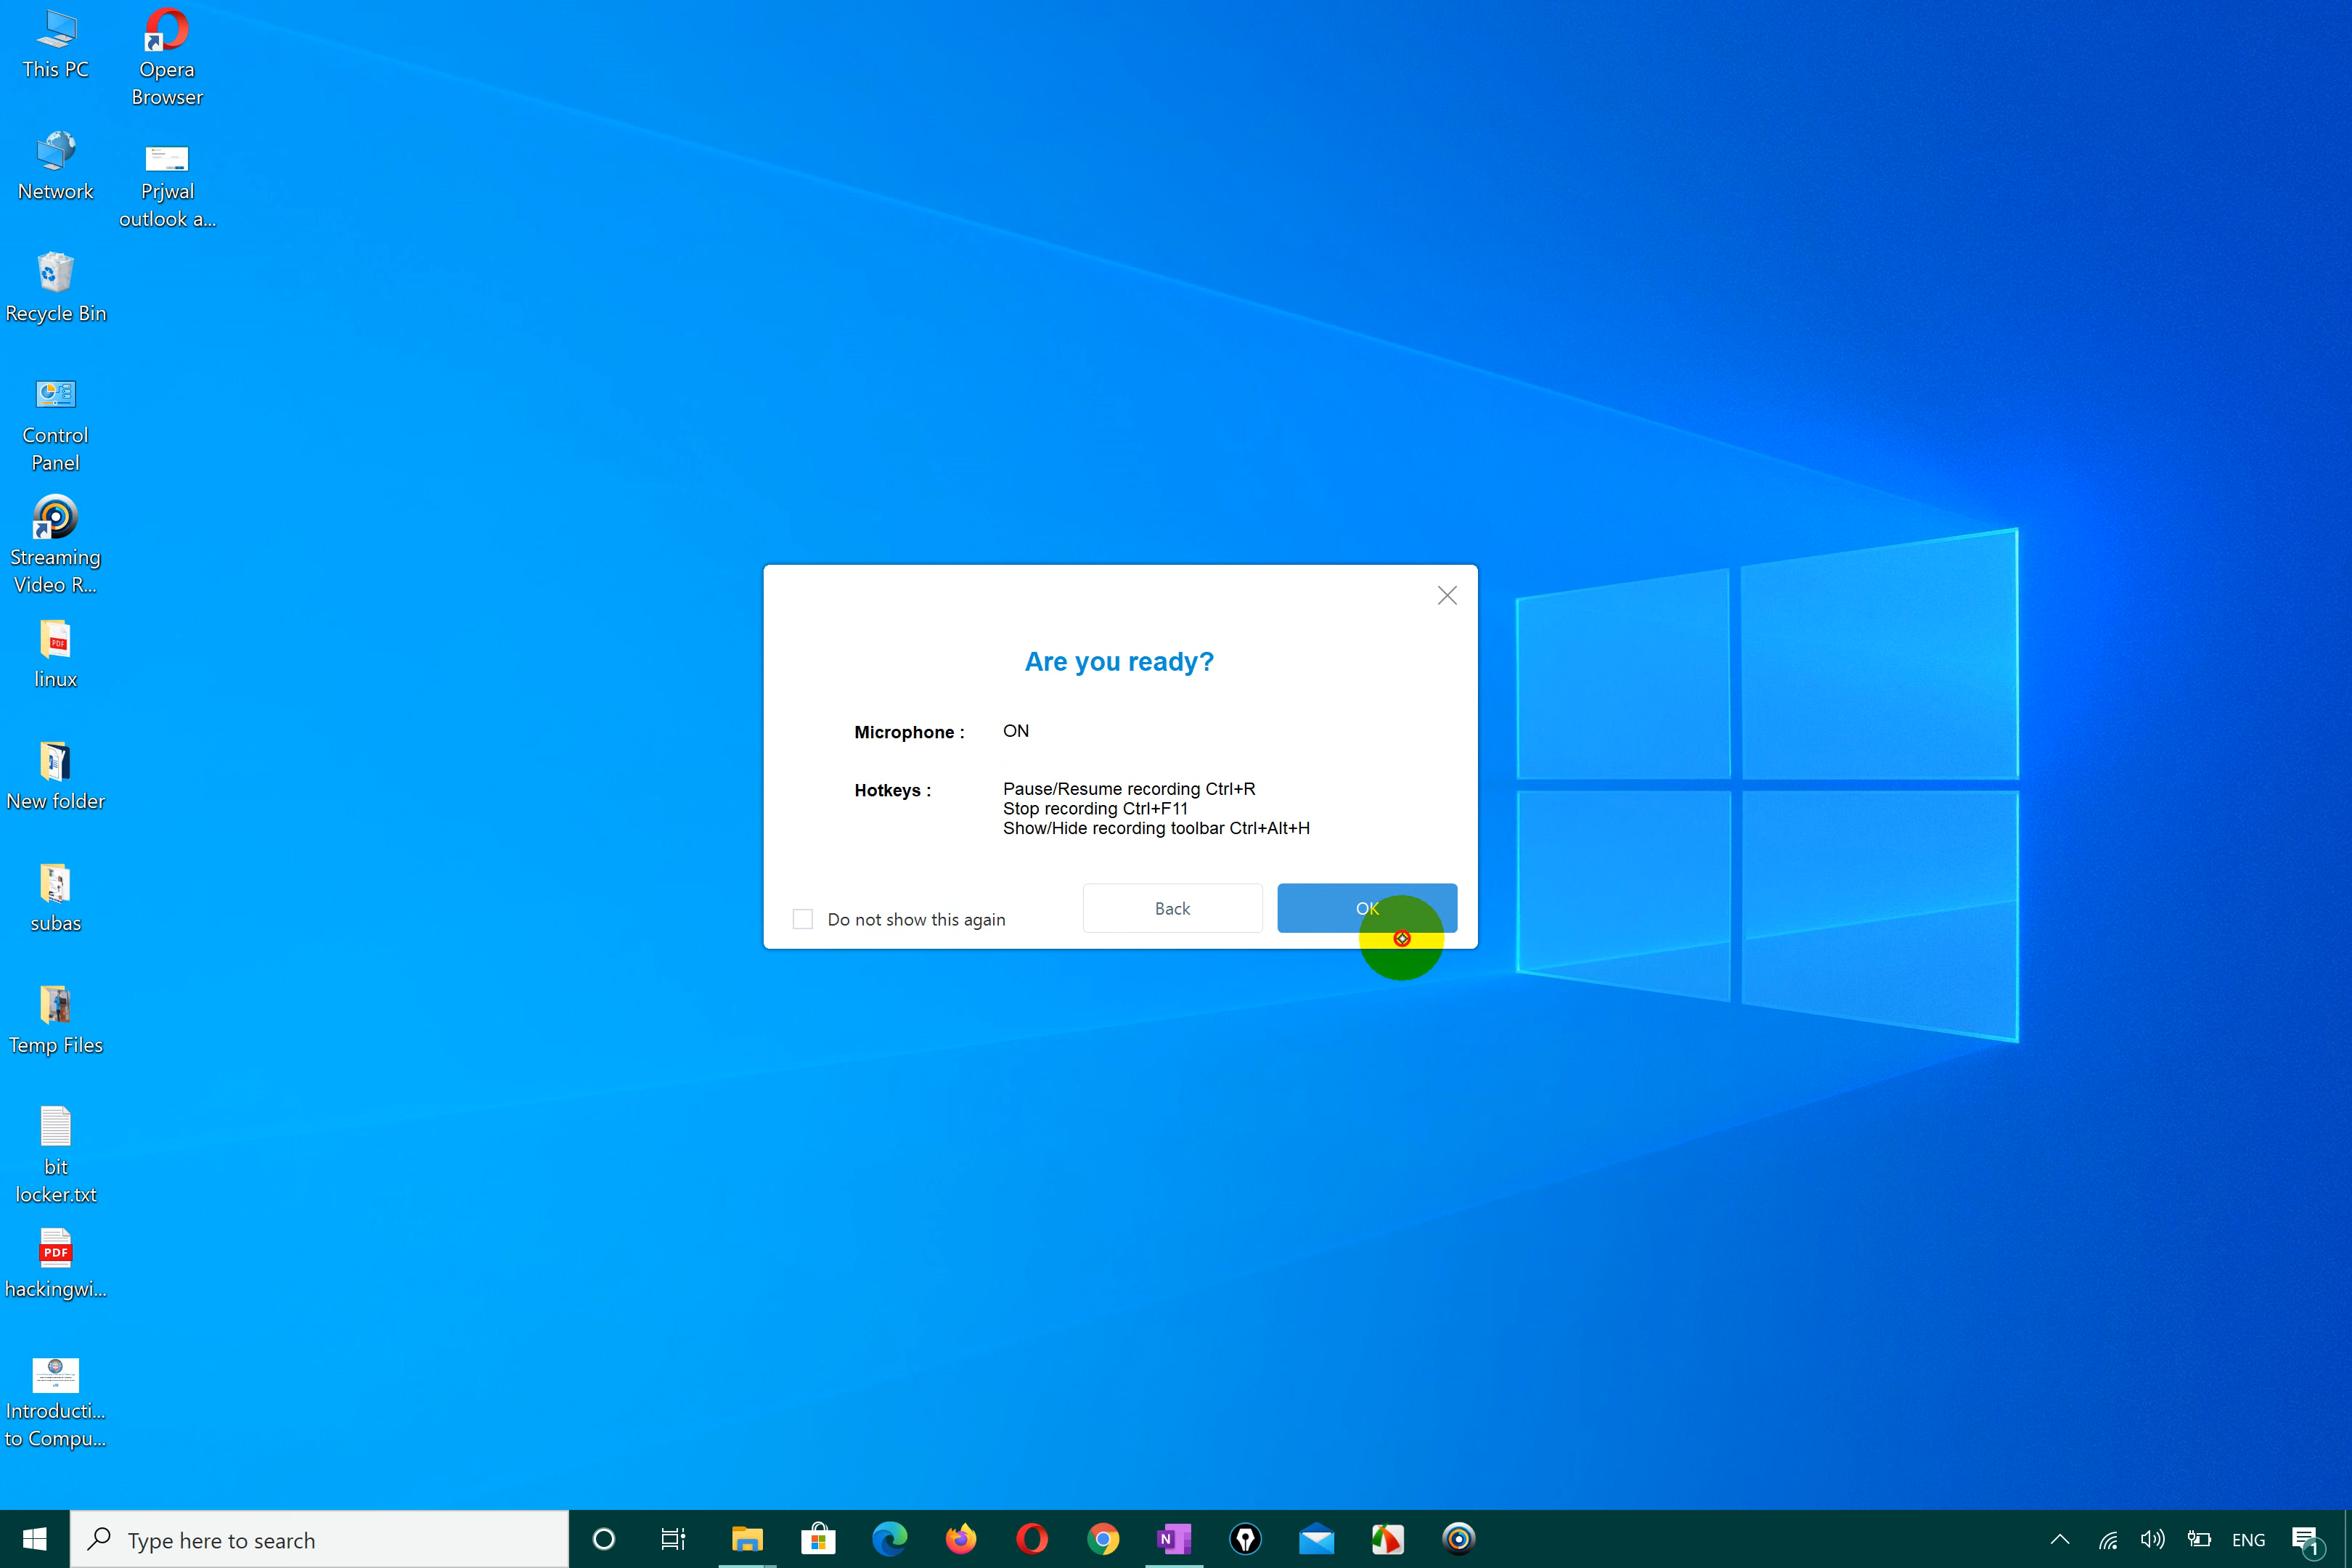 This PC
Opera
Browser
Network
Prjwal
outlook a...
Recycle Bin
Control
Panel
Streaming
Video R...
PDF
linux
New folder
subas
Temp Files
bit
locker.txt
PDF
hackingwi...
Introducti...
to Compu...
Are you ready?
Microphone : ON
Hotkeys : Pause/Resume recording Ctrl+R
Stop recording Ctrl+F11
Show/Hide recording toolbar Ctrl+Alt+H
Do not show this again
Back
OK
Type here to search
N
ENG
1